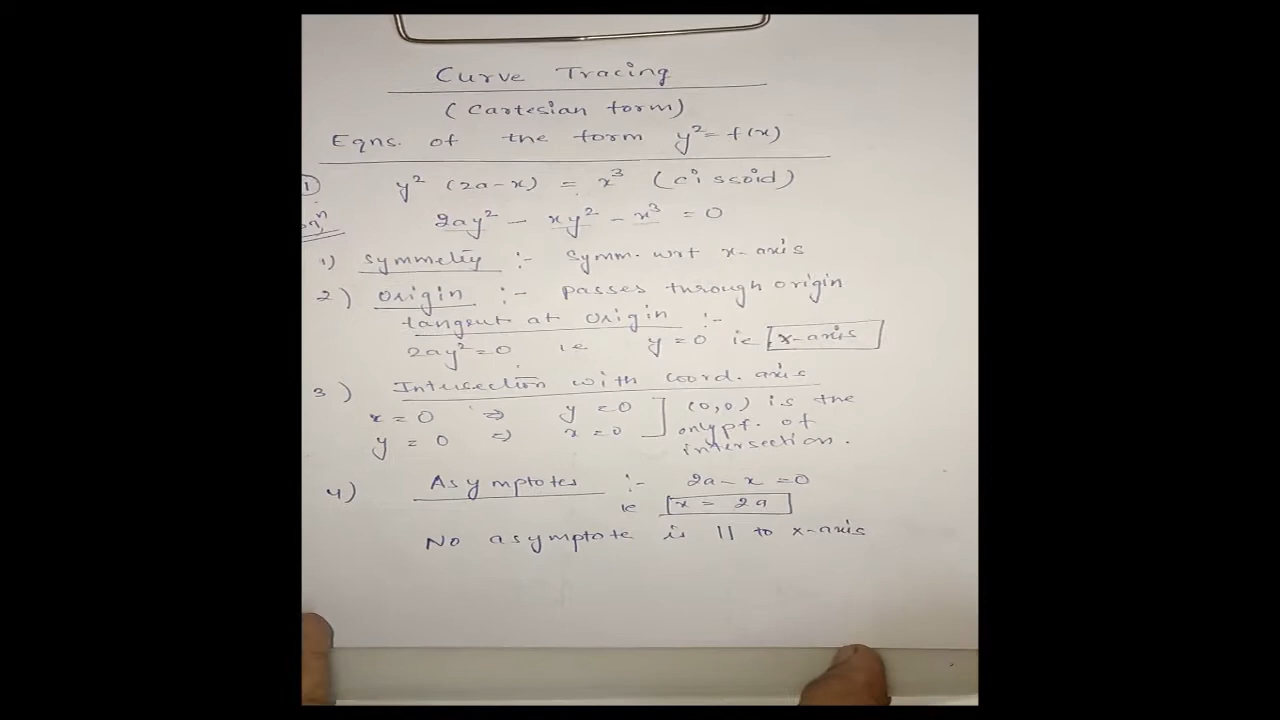 Curve Tracing
(Cartesian form)
Eqns. of the form y² = f(x)
1) y² (2a-x) = x³ (cissoid)
2ay² - xy² - x³ = 0
1) Symmetry :- Symm. wrt x-axis
2) origin :- passes through origin
tangent at origin :-
2ay² = 0 ie y = 0 ie x-axis
3) Intersection with coord. axis
x = 0 ⇒ y = 0 ] (0,0) is the
y = 0 ⇒ x = 0 only pt. of
intersection.
4) Asymptotes :- 2a - x = 0
ie x = 2a
No asymptote is || to x-axis